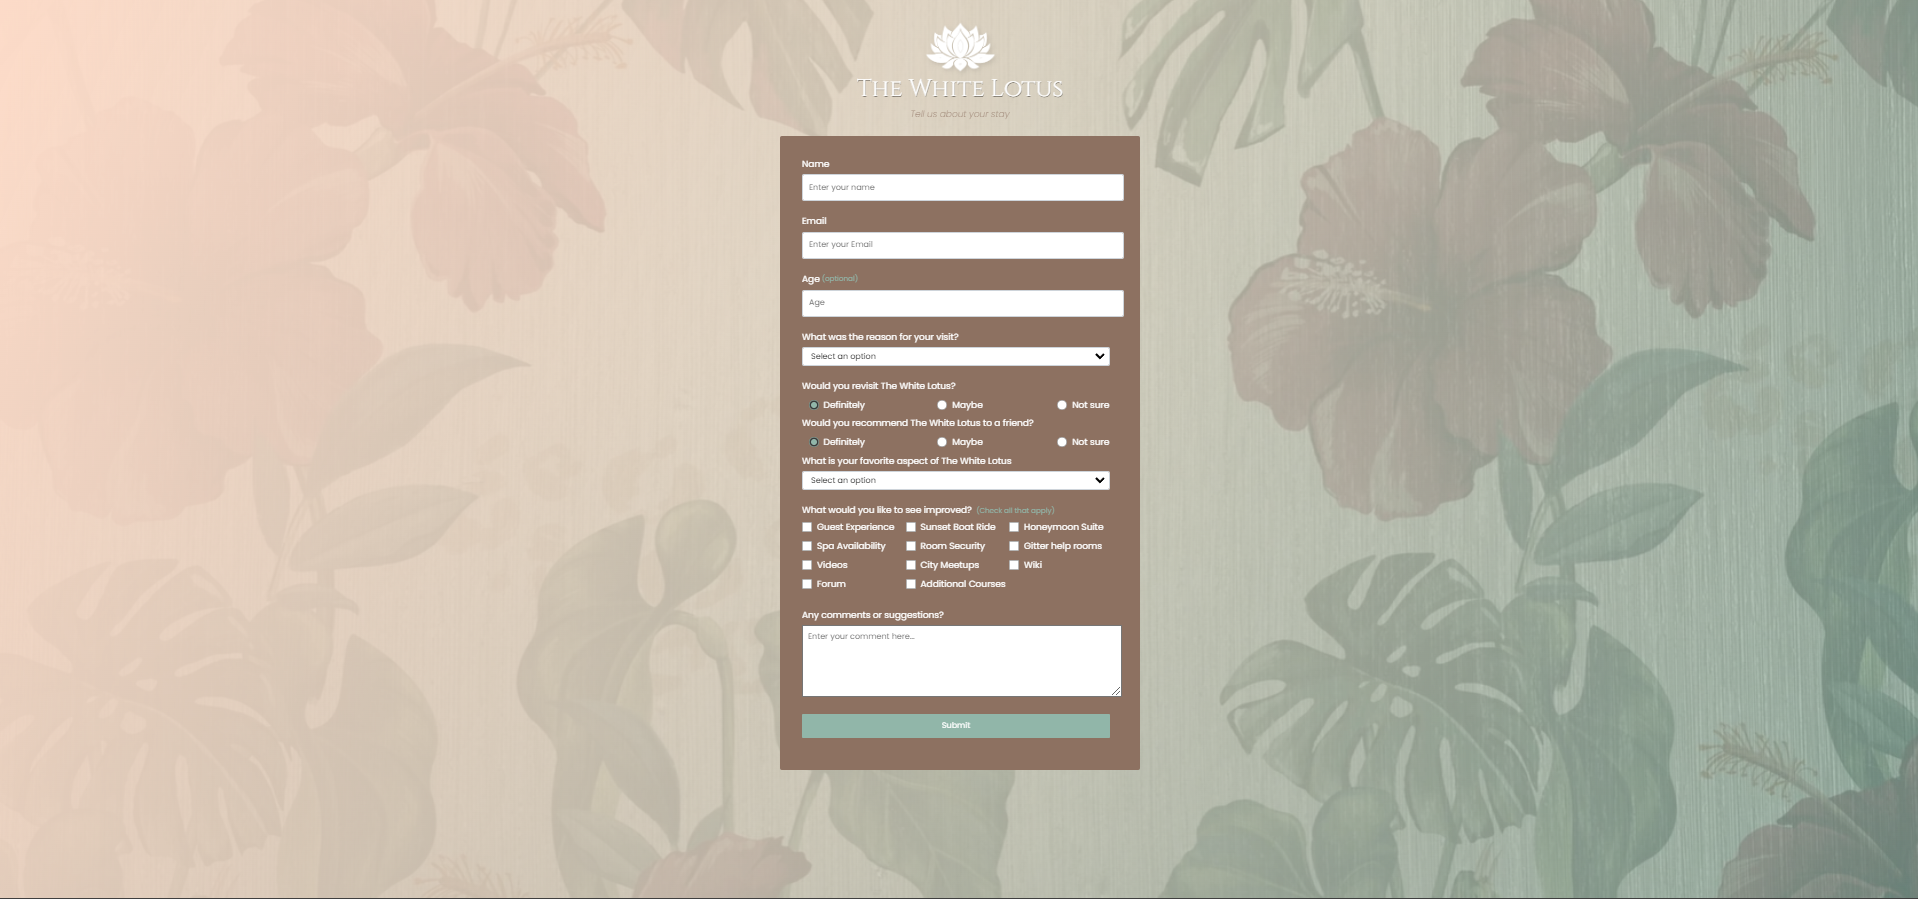 THE WHITE LOTUS
Tell us about your stay
Name
Enter your name
Email
Enter your Email
Age (optional)
Age
What was the reason for your visit?
Select an option
Would you revisit The White Lotus?
Definitely Maybe Not sure
Would you recommend The White Lotus to a friend?
Definitely Maybe Not sure
What is your favorite aspect of The White Lotus
Select an option
What would you like to see improved? (Check all that apply)
Guest Experience Sunset Boat Ride Honeymoon Suite
Spa Availability Room Security Gitter help rooms
Videos City Meetups Wiki
Forum Additional Courses
Any comments or suggestions?
Enter your comment here...
Submit